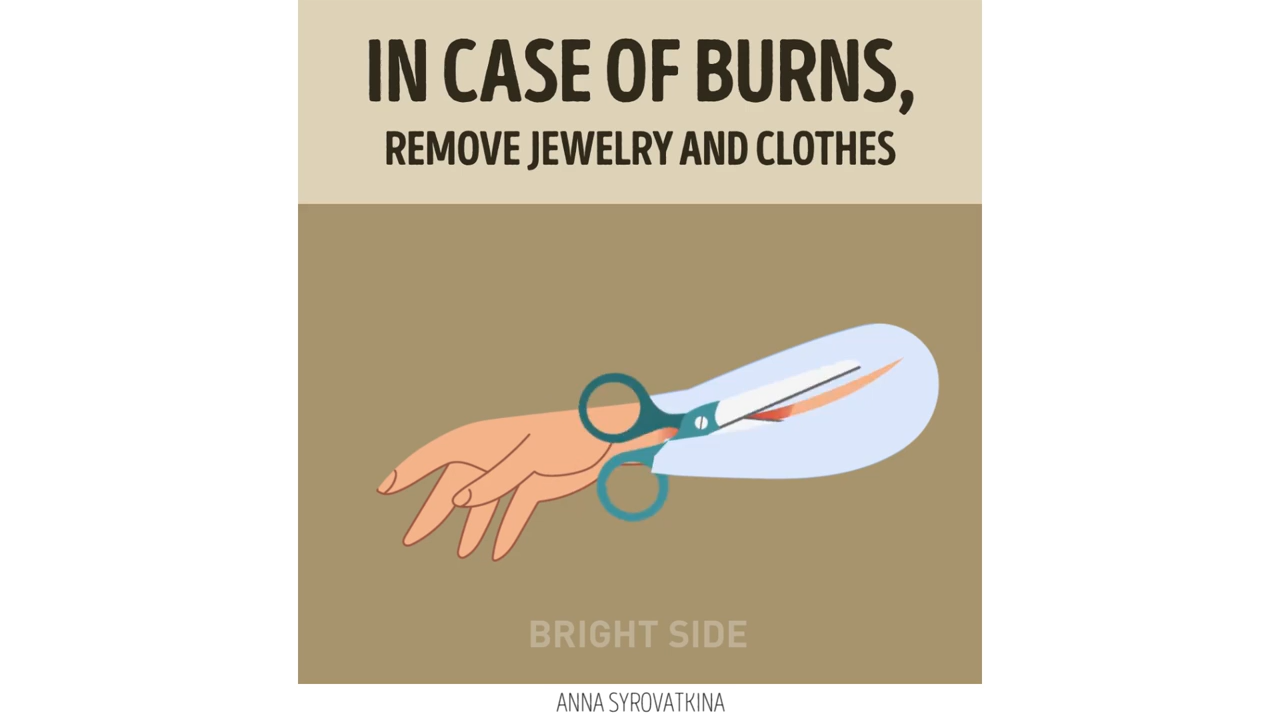 IN CASE OF BURNS,
REMOVE JEWELRY AND CLOTHES
BRIGHT SIDE
ANNA SYROVATKINA